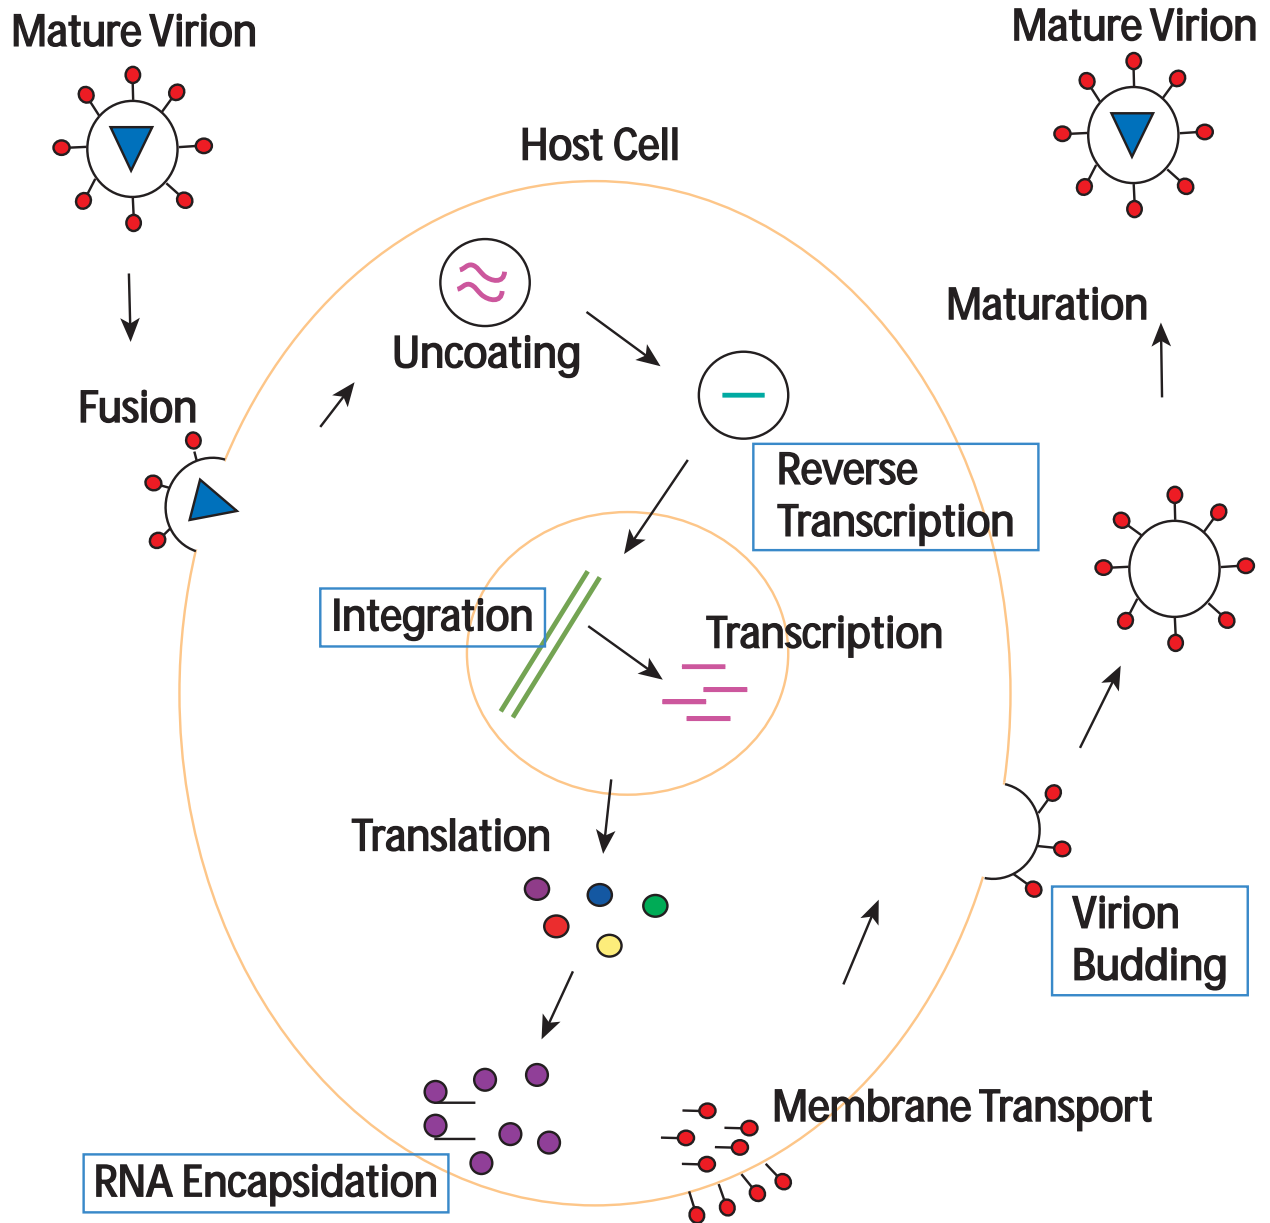 Mature Virion
Mature Virion
Host Cell
Maturation
Uncoating
Fusion
Reverse
Transcription
Integration
Transcription
Translation
Virion
Budding
Membrane Transport
RNA Encapsidation